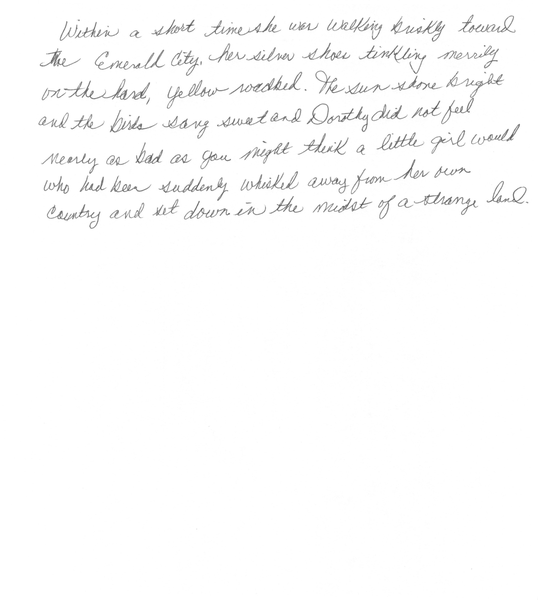 Within a short time she was walking briskly toward
the Emerald City, her silver shoes tinkling merrily
on the hard, yellow roadbed. The sun shone bright
and the birds sang sweet and Dorothy did not feel
nearly as bad as you might think a little girl would
who had been suddenly whisked away from her own
country and set down in the midst of a strange land.